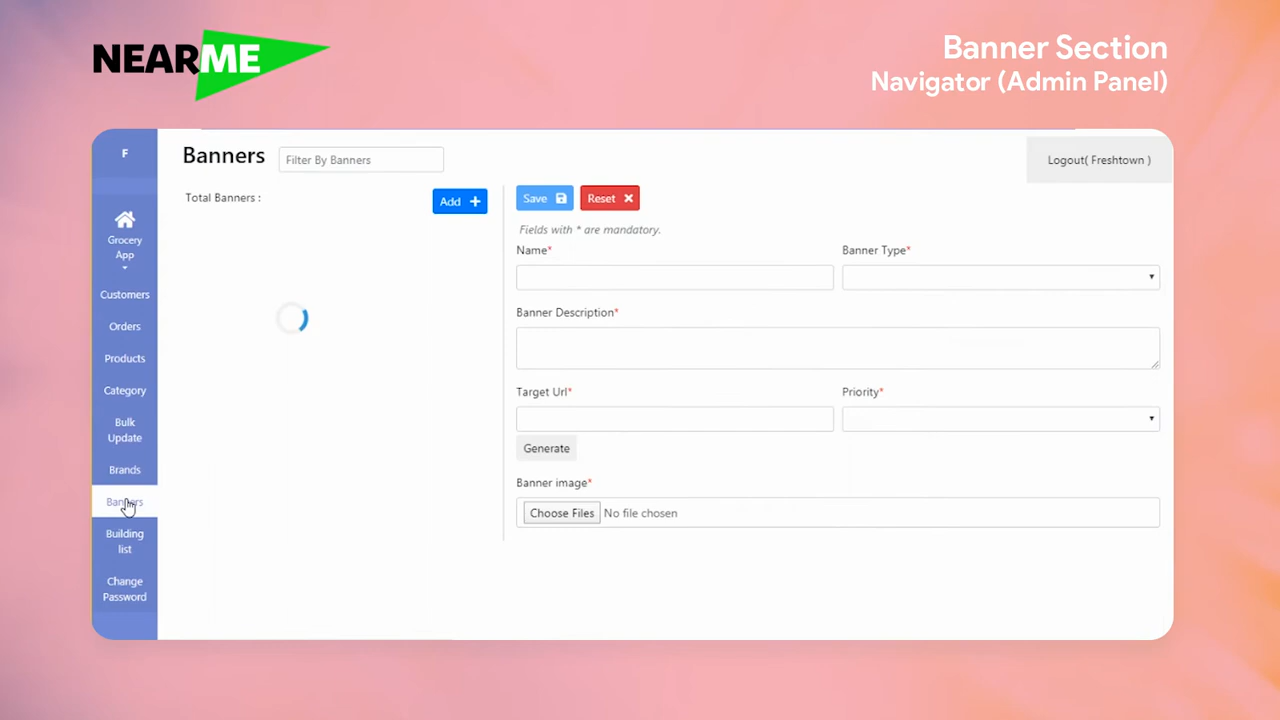 NEARME
Banner Section
Navigator (Admin Panel)
F
Banners
Filter By Banners
Logout( Freshtown )
Total Banners :
Add
Save
Reset
Fields with * are mandatory.
Grocery
App
Name*
Banner Type*
Customers
Banner Description*
Orders
Products
Category
Target Url*
Priority*
Bulk
Update
Generate
Brands
Banner image*
Banners
Choose Files No file chosen
Building
list
Change
Password